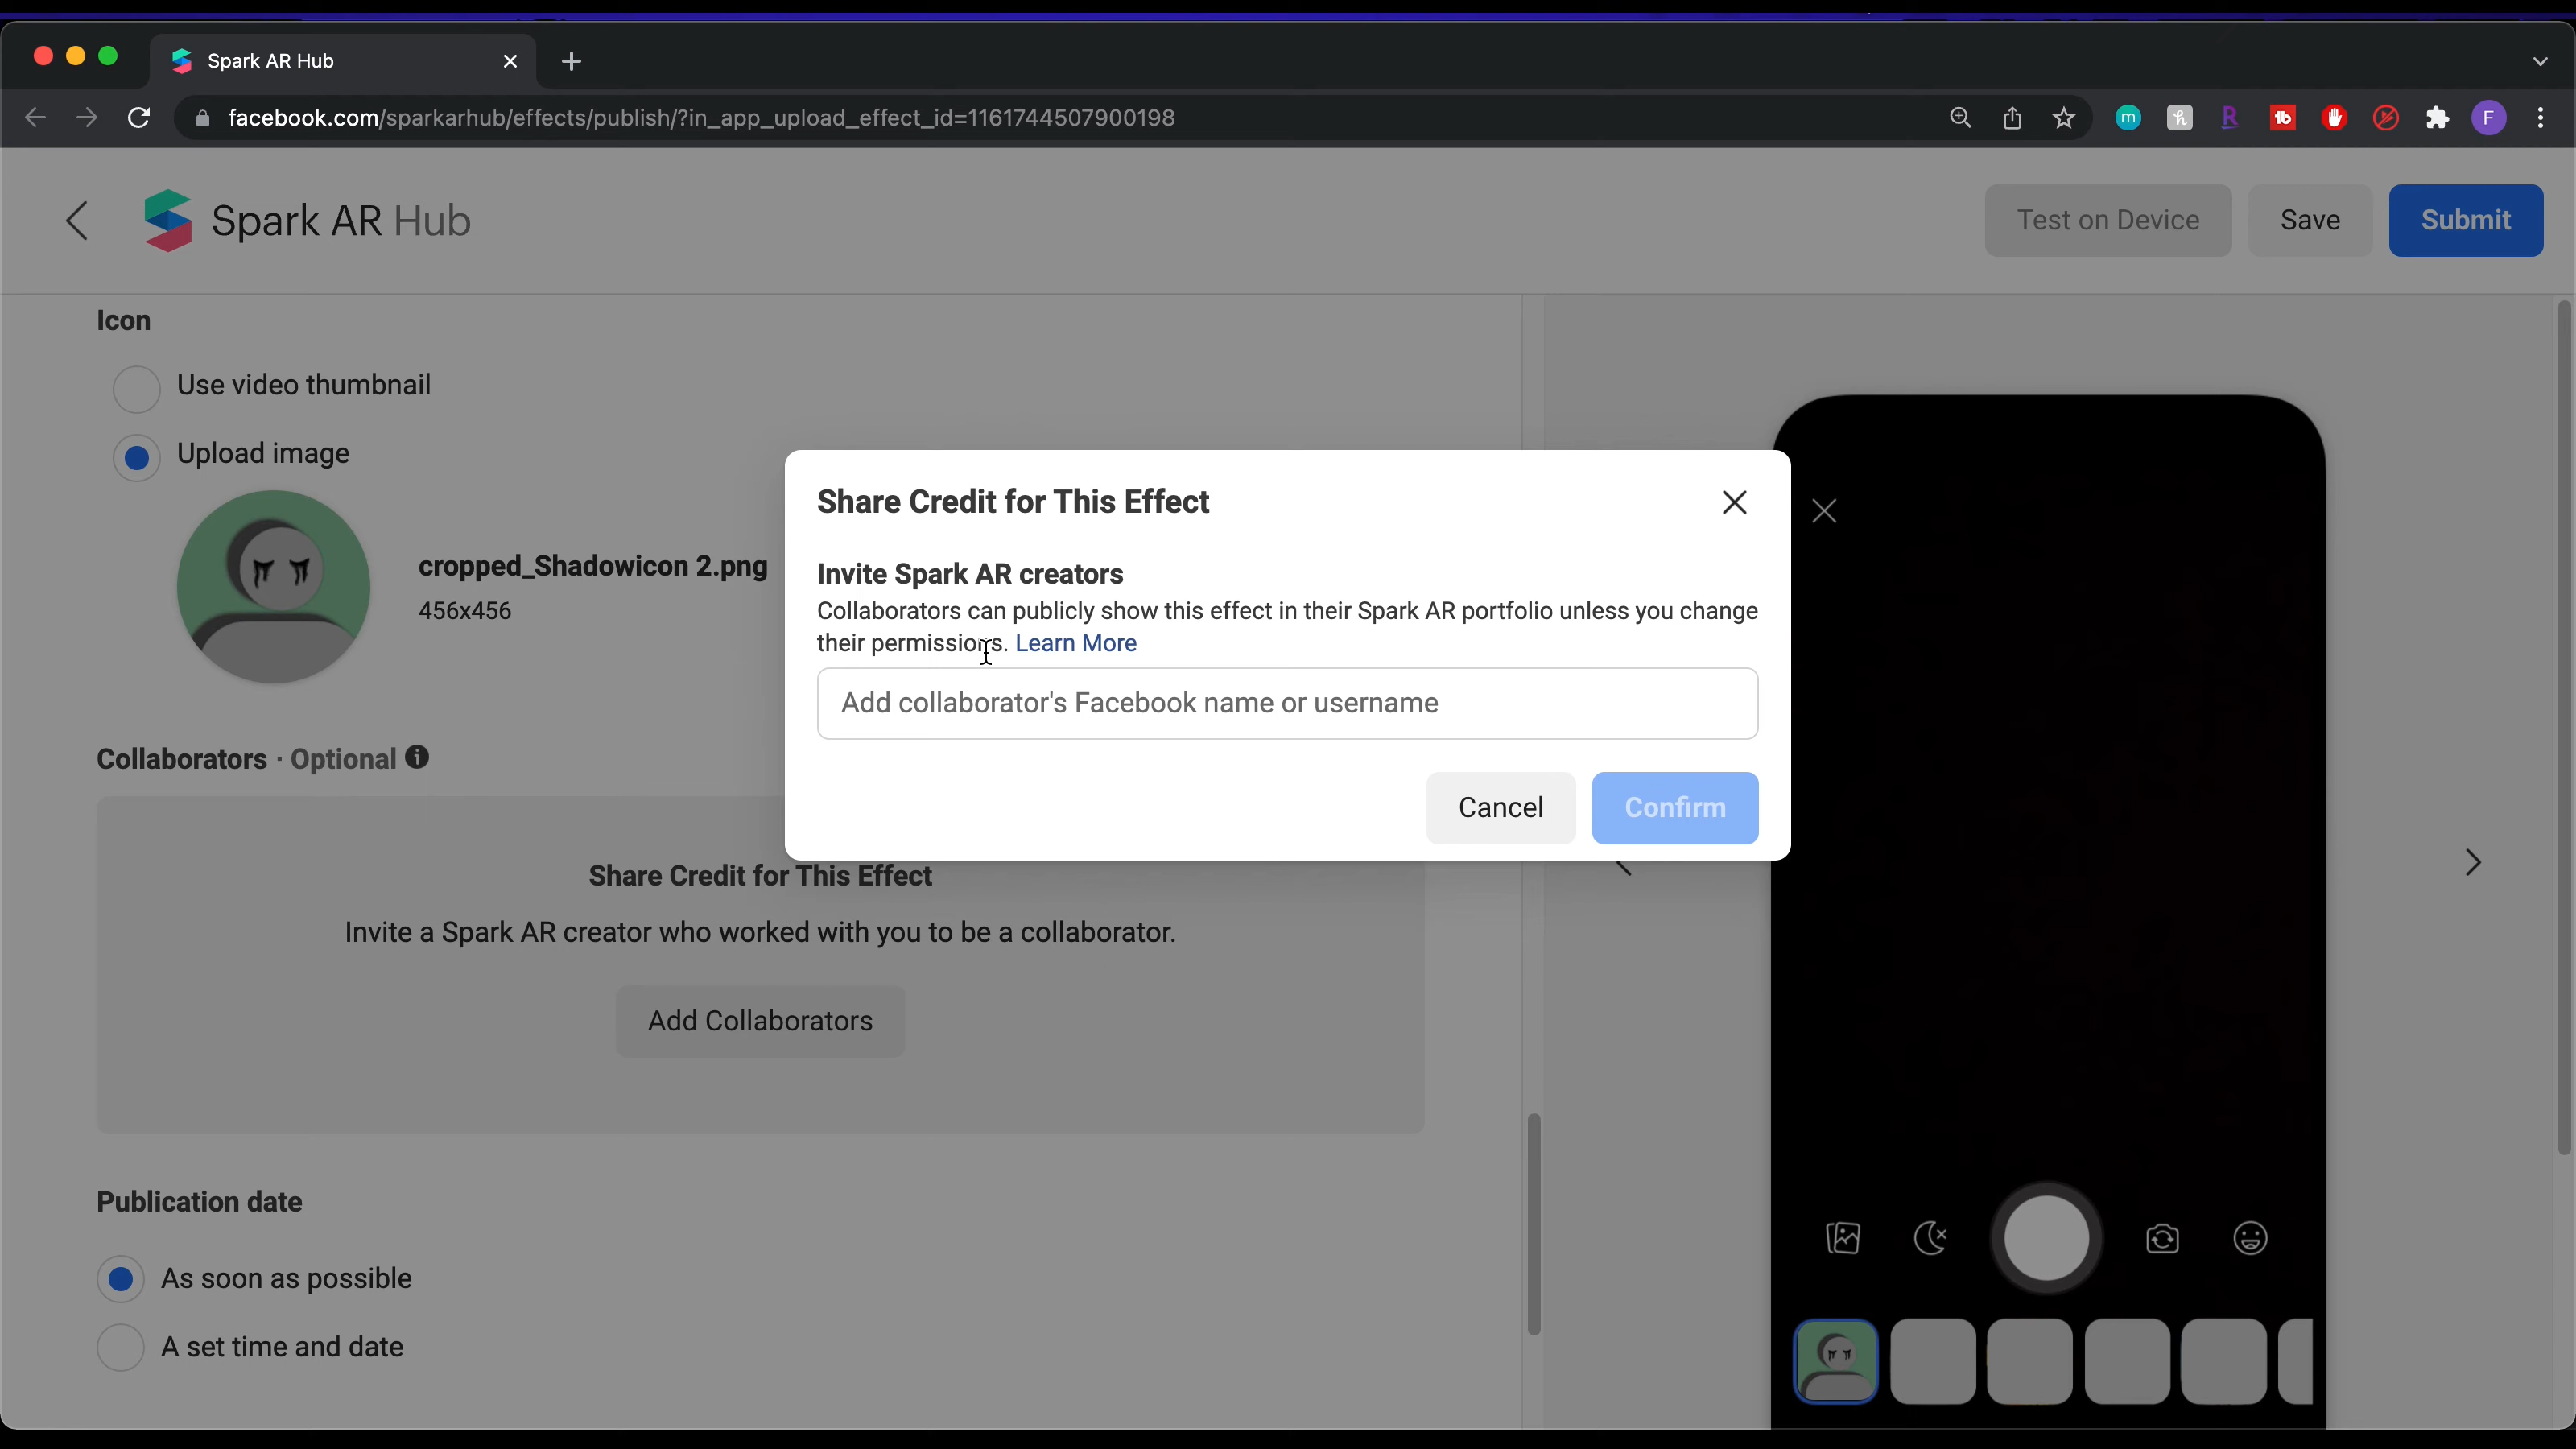 Spark AR Hub
facebook.com/sparkarhub/effects/publish/?in_app_upload_effect_id=1161744507900198
m
R
tb
F
Spark AR Hub
Test on Device
Save
Submit
Icon
Use video thumbnail
Upload image
cropped_Shadowicon 2.png
456x456
Share Credit for This Effect
Invite Spark AR creators
Collaborators can publicly show this effect in their Spark AR portfolio unless you change
their permissions. Learn More
Add collaborator's Facebook name or username
Cancel
Confirm
Collaborators · Optional
Share Credit for This Effect
Invite a Spark AR creator who worked with you to be a collaborator.
Add Collaborators
Publication date
As soon as possible
A set time and date